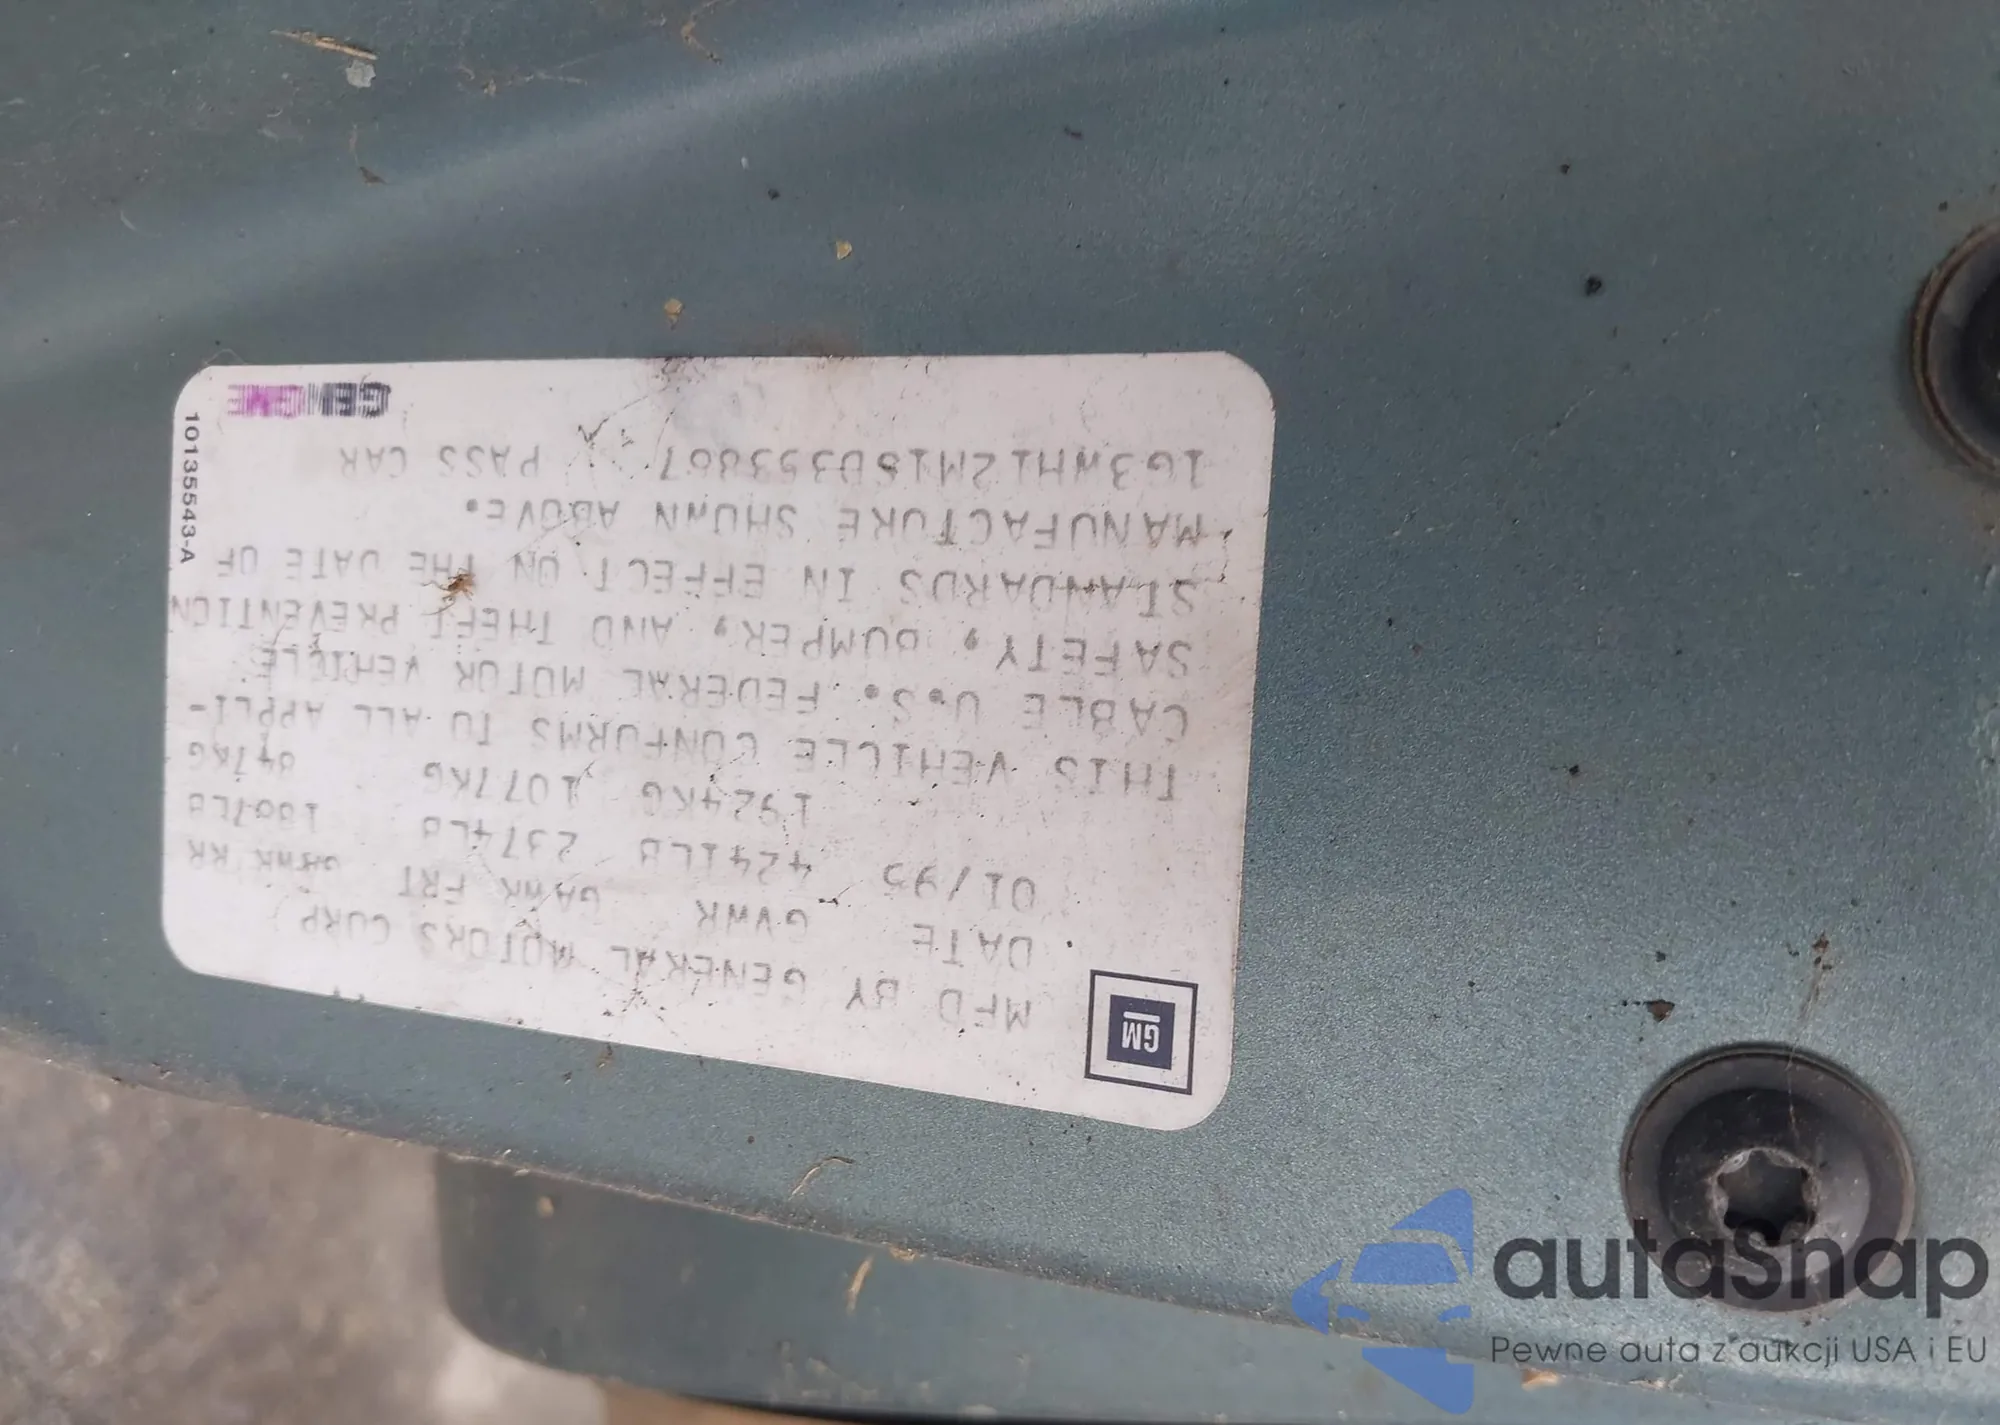 GM
MFD BY GENERAL MOTORS CORP
DATE GVWR GAWR FRT GAWR RR
01/95 4241LB 2374LB 1867LB
1924KG 1077KG 847KG
THIS VEHICLE CONFORMS TO ALL APPLI-
CABLE U.S. FEDERAL MOTOR VEHICLE
SAFETY, BUMPER, AND THEFT PREVENTION
STANDARDS IN EFFECT ON THE DATE OF
MANUFACTURE SHOWN ABOVE.
1G3WH12M1SD353867 PASS CAR
10135543-A
autaSnap
Pewne auta z aukcji USA i EU